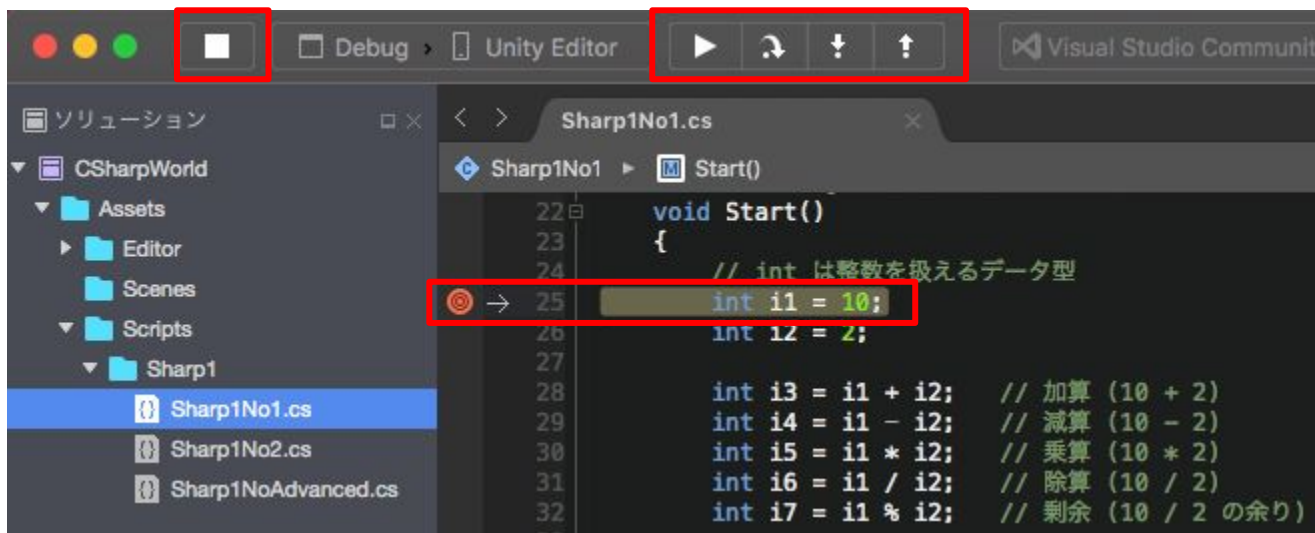 Debug
Unity Editor
Visual Studio Communit
ソリューション
Sharp1No1.cs
CSharpWorld
Sharp1No1
M Start()
Assets
Editor
Scenes
Scripts
Sharp1
Sharp1No1.cs
Sharp1No2.cs
Sharp1NoAdvanced.cs
22 void Start()
23 {
24 // int は整数を扱えるデータ型
25 int i1 = 10;
26 int i2 = 2;
27
28 int i3 = i1 + i2; // 加算 (10 + 2)
29 int i4 = i1 - i2; // 減算 (10 - 2)
30 int i5 = i1 * i2; // 乗算 (10 * 2)
31 int i6 = i1 / i2; // 除算 (10 / 2)
32 int i7 = i1 % i2; // 剰余 (10 / 2 の余り)